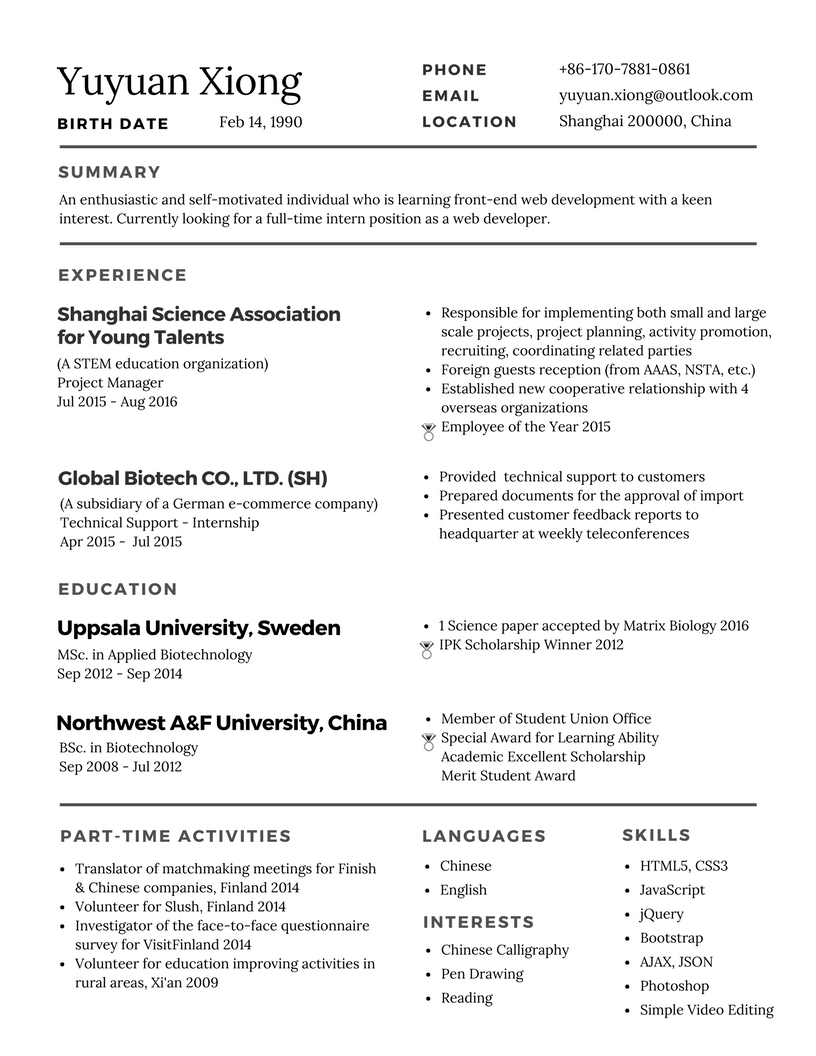 Yuyuan Xiong
BIRTH DATE Feb 14, 1990
PHONE +86-170-7881-0861
EMAIL yuyuan.xiong@outlook.com
LOCATION Shanghai 200000, China
SUMMARY
An enthusiastic and self-motivated individual who is learning front-end web development with a keen
interest. Currently looking for a full-time intern position as a web developer.
EXPERIENCE
Shanghai Science Association
for Young Talents
(A STEM education organization)
Project Manager
Jul 2015 - Aug 2016
• Responsible for implementing both small and large
scale projects, project planning, activity promotion,
recruiting, coordinating related parties
• Foreign guests reception (from AAAS, NSTA, etc.)
• Established new cooperative relationship with 4
overseas organizations
Employee of the Year 2015
Global Biotech CO., LTD. (SH)
(A subsidiary of a German e-commerce company)
Technical Support - Internship
Apr 2015 - Jul 2015
• Provided technical support to customers
• Prepared documents for the approval of import
• Presented customer feedback reports to
headquarter at weekly teleconferences
EDUCATION
Uppsala University, Sweden
MSc. in Applied Biotechnology
Sep 2012 - Sep 2014
• 1 Science paper accepted by Matrix Biology 2016
IPK Scholarship Winner 2012
Northwest A&F University, China
BSc. in Biotechnology
Sep 2008 - Jul 2012
• Member of Student Union Office
Special Award for Learning Ability
Academic Excellent Scholarship
Merit Student Award
PART-TIME ACTIVITIES
• Translator of matchmaking meetings for Finish
& Chinese companies, Finland 2014
• Volunteer for Slush, Finland 2014
• Investigator of the face-to-face questionnaire
survey for VisitFinland 2014
• Volunteer for education improving activities in
rural areas, Xi'an 2009
LANGUAGES
• Chinese
• English
INTERESTS
• Chinese Calligraphy
• Pen Drawing
• Reading
SKILLS
• HTML5, CSS3
• JavaScript
• jQuery
• Bootstrap
• AJAX, JSON
• Photoshop
• Simple Video Editing